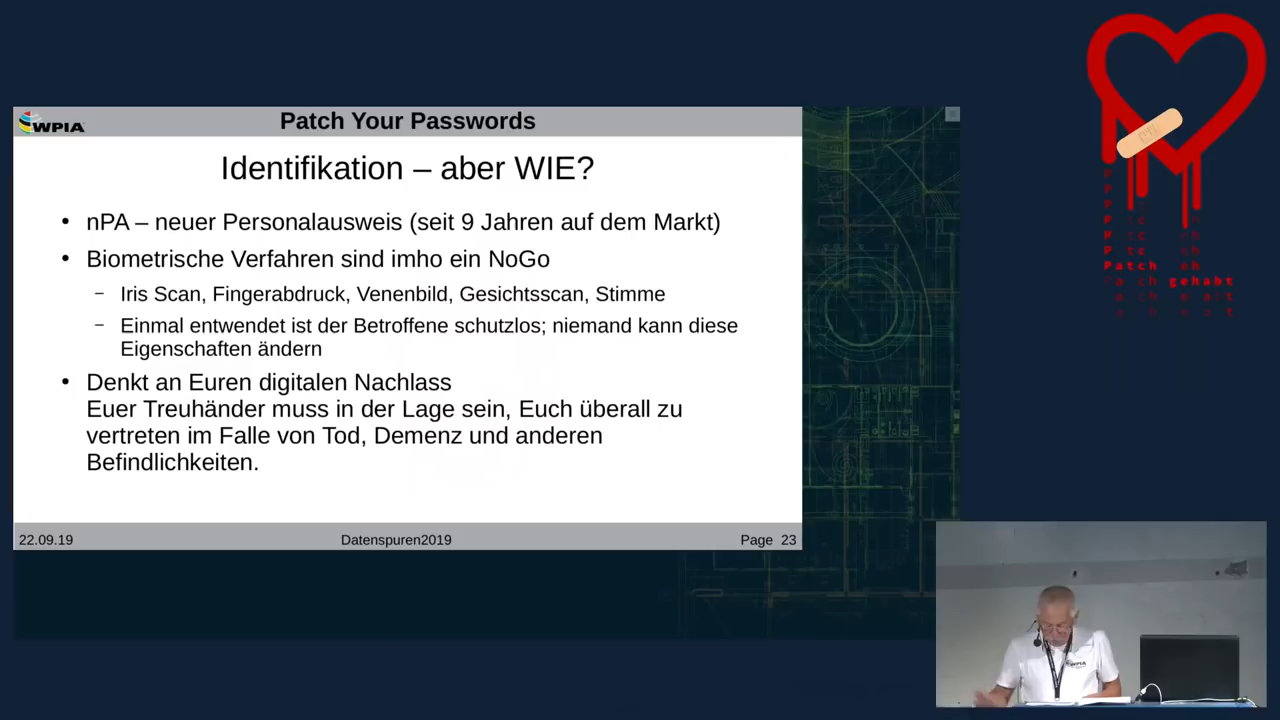 WPIA
Patch Your Passwords
Identifikation – aber WIE?
• nPA – neuer Personalausweis (seit 9 Jahren auf dem Markt)
• Biometrische Verfahren sind imho ein NoGo
– Iris Scan, Fingerabdruck, Venenbild, Gesichtsscan, Stimme
– Einmal entwendet ist der Betroffene schutzlos; niemand kann diese
Eigenschaften ändern
• Denkt an Euren digitalen Nachlass
Euer Treuhänder muss in der Lage sein, Euch überall zu
vertreten im Falle von Tod, Demenz und anderen
Befindlichkeiten.
22.09.19
Datenspuren2019
Page 23
Patch
gehabt
WPIA